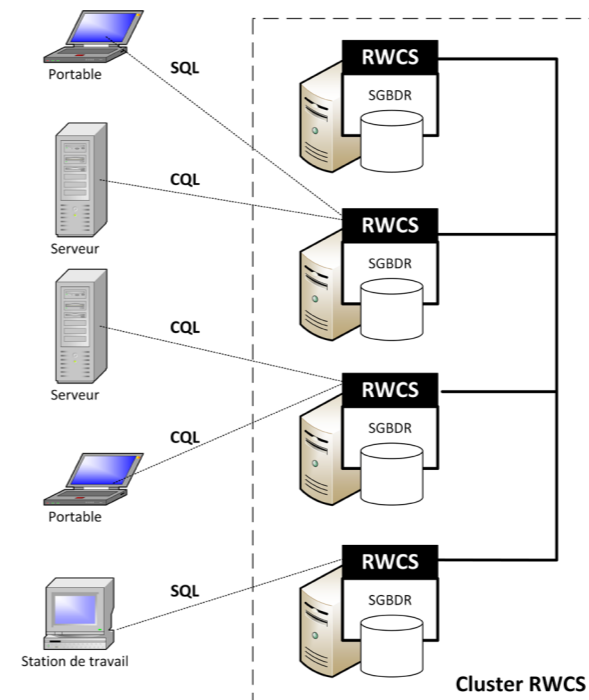 RWCS
SGBDR
Portable
SQL
CQL
Serveur
RWCS
SGBDR
CQL
Serveur
RWCS
SGBDR
CQL
Portable
SQL
Station de travail
RWCS
SGBDR
Cluster RWCS